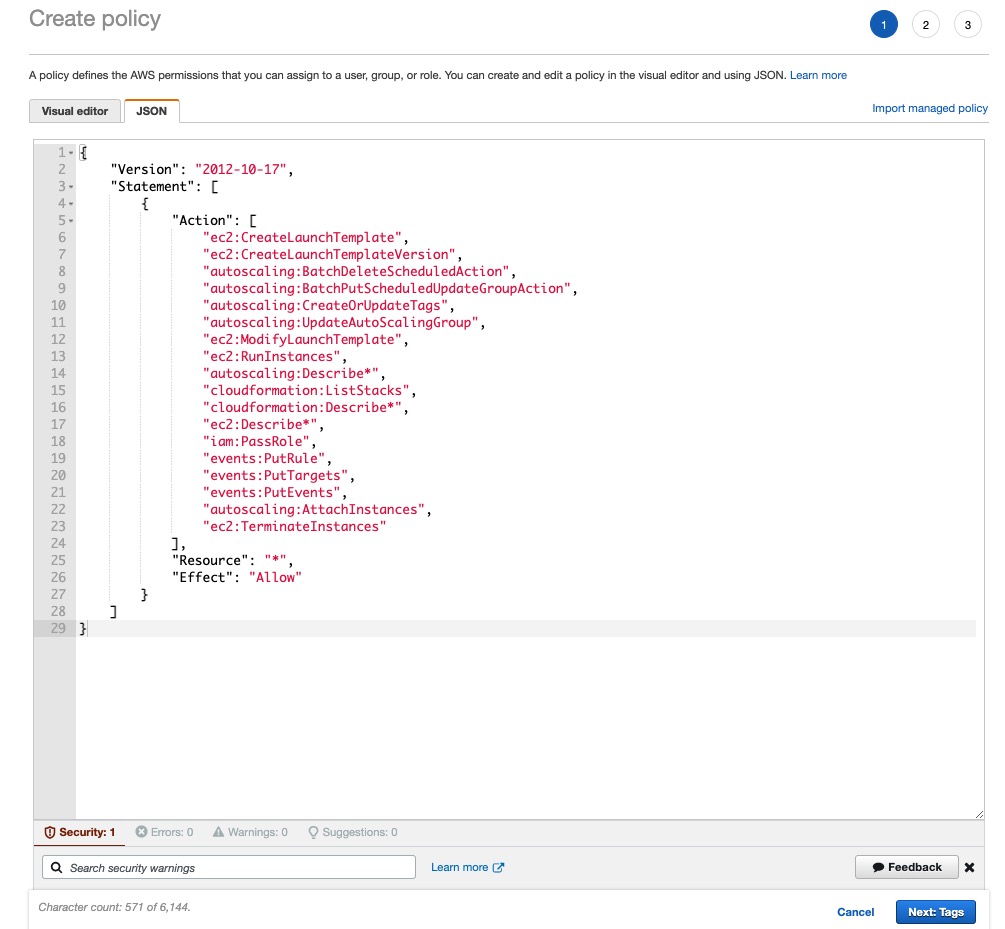 Create policy
1 2 3
A policy defines the AWS permissions that you can assign to a user, group, or role. You can create and edit a policy in the visual editor and using JSON. Learn more
Visual editor JSON Import managed policy
1 {
2 "Version": "2012-10-17",
3 "Statement": [
4 {
5 "Action": [
6 "ec2:CreateLaunchTemplate",
7 "ec2:CreateLaunchTemplateVersion",
8 "autoscaling:BatchDeleteScheduledAction",
9 "autoscaling:BatchPutScheduledUpdateGroupAction",
10 "autoscaling:CreateOrUpdateTags",
11 "autoscaling:UpdateAutoScalingGroup",
12 "ec2:ModifyLaunchTemplate",
13 "ec2:RunInstances",
14 "autoscaling:Describe*",
15 "cloudformation:ListStacks",
16 "cloudformation:Describe*",
17 "ec2:Describe*",
18 "iam:PassRole",
19 "events:PutRule",
20 "events:PutTargets",
21 "events:PutEvents",
22 "autoscaling:AttachInstances",
23 "ec2:TerminateInstances"
24 ],
25 "Resource": "*",
26 "Effect": "Allow"
27 }
28 ]
29 }
Security: 1 Errors: 0 Warnings: 0 Suggestions: 0
Search security warnings Learn more Feedback
Character count: 571 of 6,144.
Cancel Next: Tags